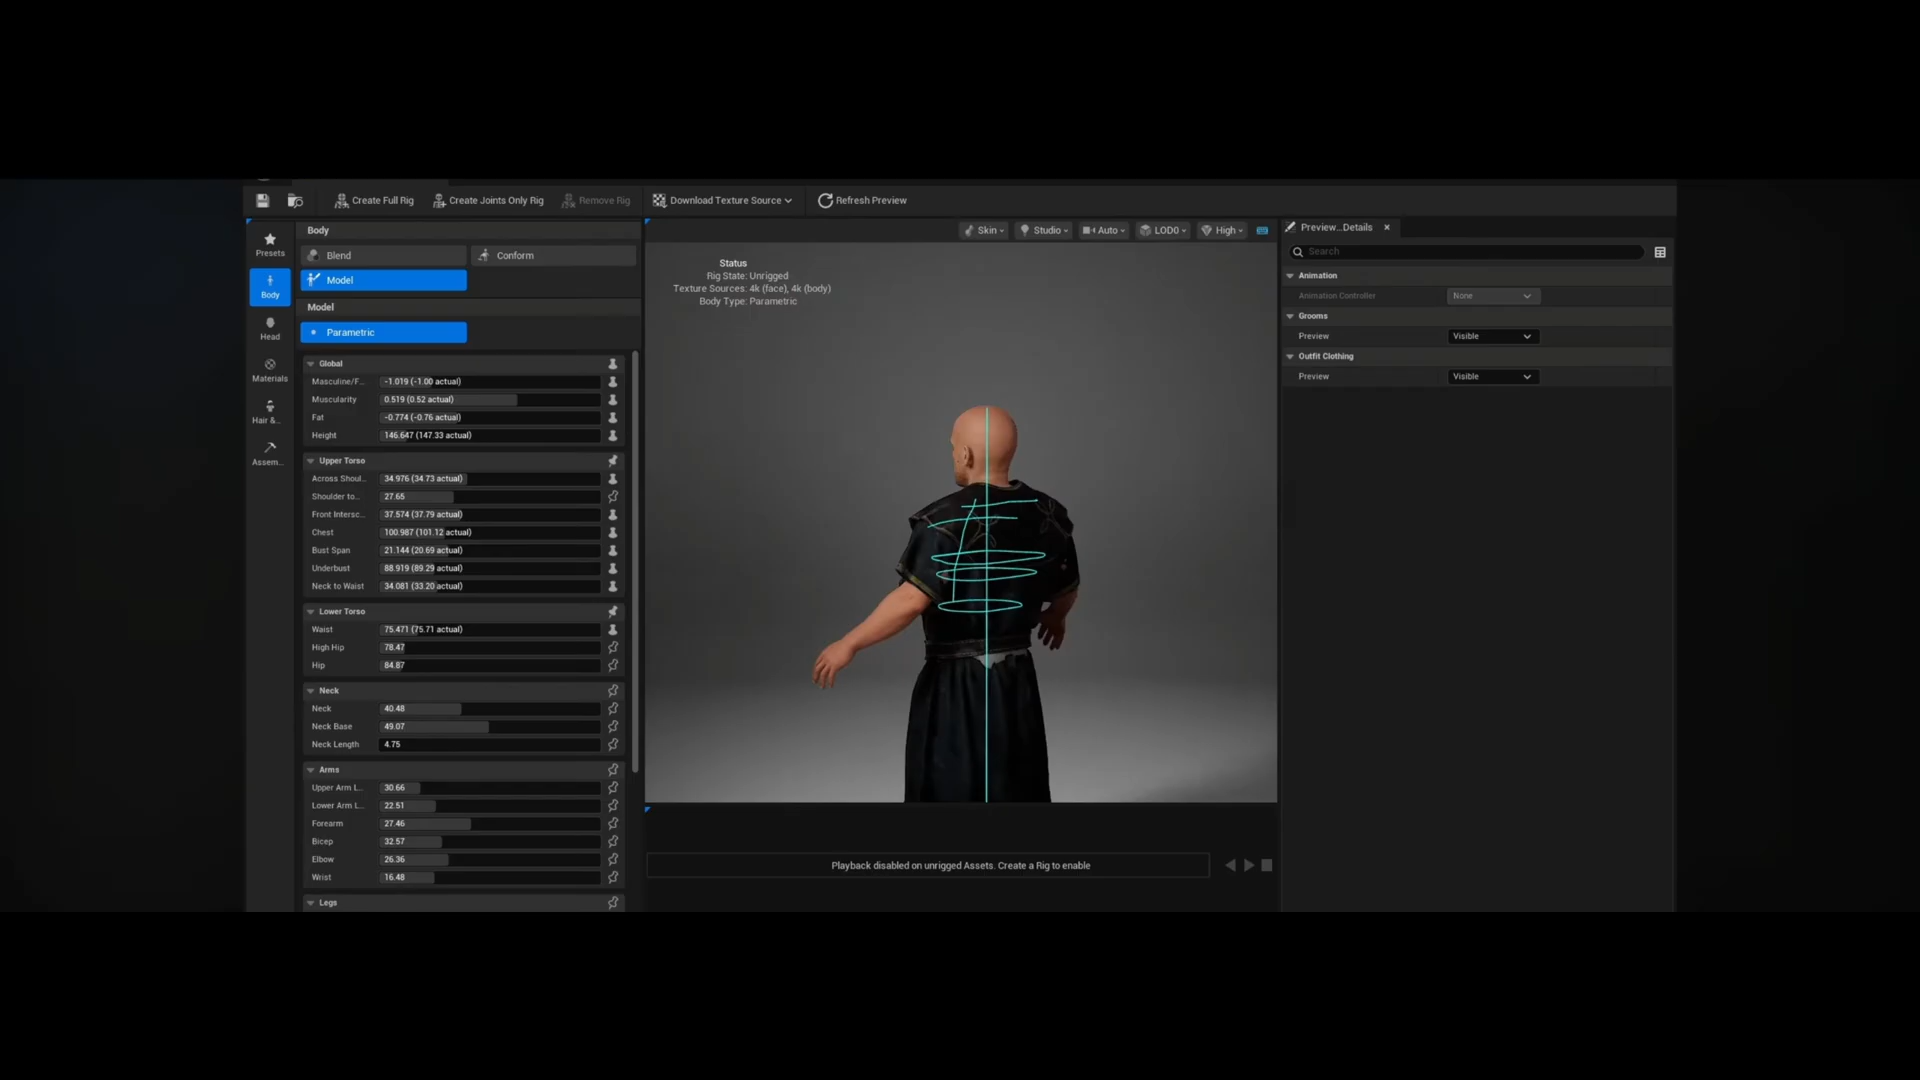 Create Full Rig Create Joints Only Rig Remove Rig Download Texture Source Refresh Preview
Presets
Body
Head
Materials
Hair &...
Assem...
Body
Blend Conform
Model
Model
Parametric
Global
Masculine/F... -1.019 (-1.00 actual)
Muscularity 0.519 (0.52 actual)
Fat -0.774 (-0.76 actual)
Height 146.647 (147.33 actual)
Upper Torso
Across Shoul... 34.976 (34.73 actual)
Shoulder to... 27.65
Front Intersc... 37.574 (37.79 actual)
Chest 100.987 (101.12 actual)
Bust Span 21.144 (20.69 actual)
Underbust 88.919 (89.29 actual)
Neck to Waist 34.081 (33.20 actual)
Lower Torso
Waist 75.471 (75.71 actual)
High Hip 78.47
Hip 84.87
Neck
Neck 40.48
Neck Base 49.07
Neck Length 4.75
Arms
Upper Arm L... 30.66
Lower Arm L... 22.51
Forearm 27.46
Bicep 32.57
Elbow 26.36
Wrist 16.48
Legs
Skin Studio Auto LOD0 High
Status
Rig State: Unrigged
Texture Sources: 4k (face), 4k (body)
Body Type: Parametric
Playback disabled on unrigged Assets. Create a Rig to enable
Preview...Details
Search
Animation
Animation Controller None
Grooms
Preview Visible
Outfit Clothing
Preview Visible